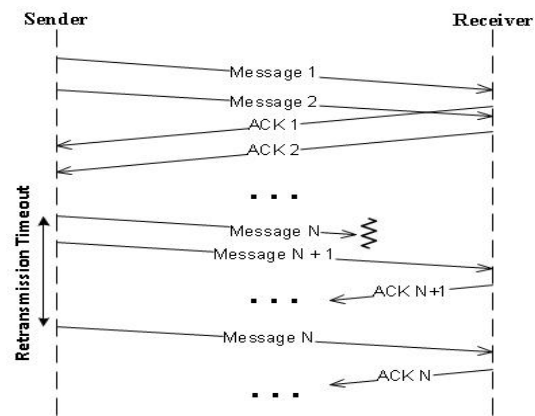 Sender
Receiver
Message 1
Message 2
ACK 1
ACK 2
. . .
Retransmission Timeout
Message N
Message N + 1
ACK N+1
. . .
Message N
ACK N
. . .